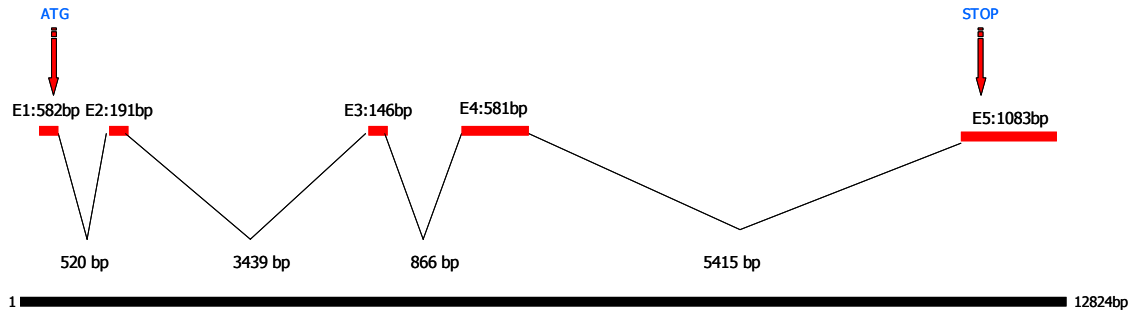 ATG STOP
E1:582bp E2:191bp E3:146bp E4:581bp E5:1083bp
520 bp 3439 bp 866 bp 5415 bp
1 12824bp